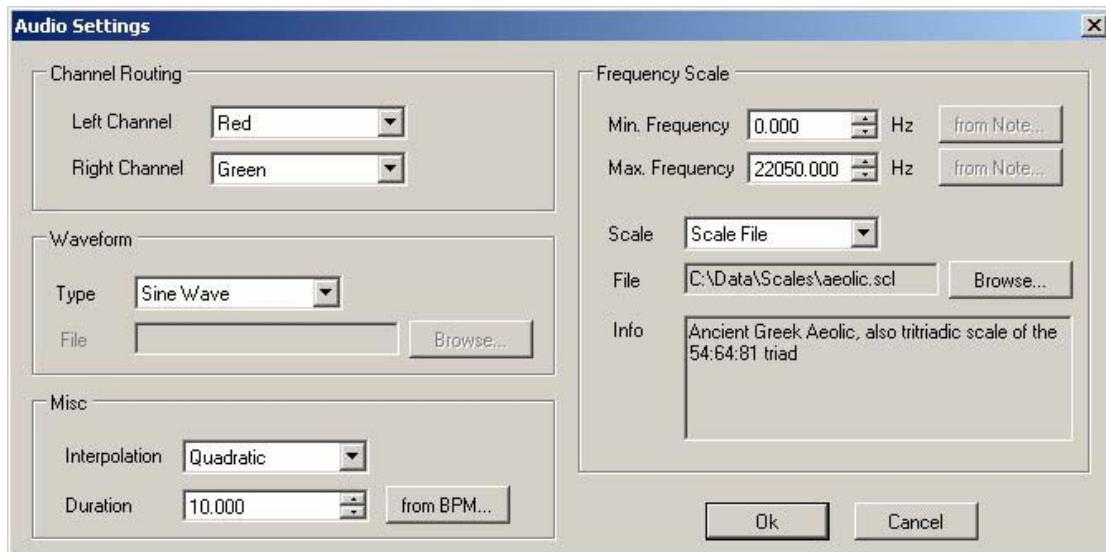 Audio Settings
Channel Routing
Left Channel Red
Right Channel Green
Waveform
Type Sine Wave
File Browse...
Misc
Interpolation Quadratic
Duration 10.000 from BPM...
Frequency Scale
Min. Frequency 0.000 Hz from Note...
Max. Frequency 22050.000 Hz from Note...
Scale Scale File
File C:\Data\Scales\aeolic.scl Browse...
Info Ancient Greek Aeolic, also tritriadic scale of the
54:64:81 triad
Ok Cancel